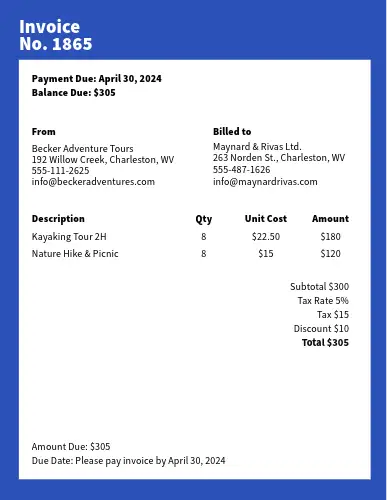 Invoice
No. 1865
Payment Due: April 30, 2024
Balance Due: $305
From
Becker Adventure Tours
192 Willow Creek, Charleston, WV
555-111-2625
info@beckeradventures.com
Billed to
Maynard & Rivas Ltd.
263 Norden St., Charleston, WV
555-487-1626
info@maynardrivas.com
Description Qty Unit Cost Amount
Kayaking Tour 2H 8 $22.50 $180
Nature Hike & Picnic 8 $15 $120
Subtotal $300
Tax Rate 5%
Tax $15
Discount $10
Total $305
Amount Due: $305
Due Date: Please pay invoice by April 30, 2024